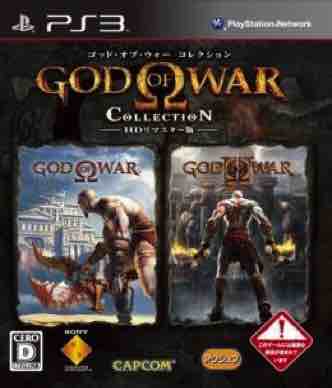 PS3
PlayStation Network
ゴッド・オブ・ウォー コレクション
GOD OF WAR
COLLECTION
HDリマスター版
GOD OF WAR
GOD OF WAR II
CERO
D
SONY
CAPCOM